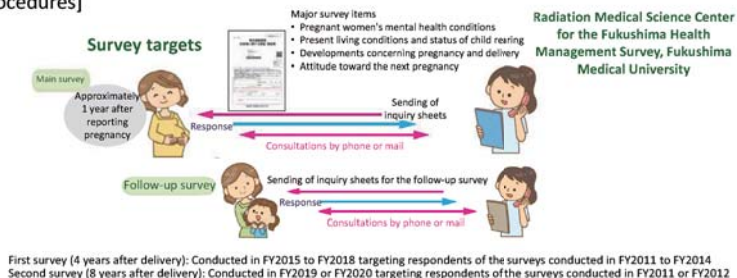 ocedures]
Major survey items
• Pregnant women's mental health conditions
• Present living conditions and status of child rearing
• Developments concerning pregnancy and delivery
• Attitude toward the next pregnancy
Radiation Medical Science Center
for the Fukushima Health
Management Survey, Fukushima
Medical University
Survey targets
Main survey
Approximately
1 year after
reporting
pregnancy
Sending of
inquiry sheets
Response
Consultations by phone or mail
Follow-up survey
Sending of inquiry sheets for the follow-up survey
Response
Consultations by phone or mail
First survey (4 years after delivery): Conducted in FY2015 to FY2018 targeting respondents of the surveys conducted in FY2011 to FY2014
Second survey (8 years after delivery): Conducted in FY2019 or FY2020 targeting respondents of the surveys conducted in FY2011 or FY2012